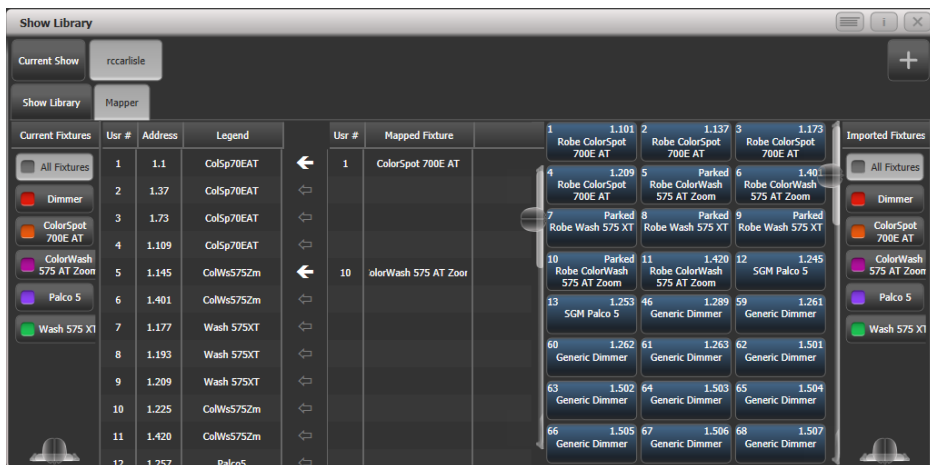 Show Library
i
Current Show
rccarlisle
Show Library
Mapper
Current Fixtures
Usr #
Address
Legend
Usr #
Mapped Fixture
Imported Fixtures
All Fixtures
Dimmer
ColorSpot
700E AT
ColorWash
575 AT Zoom
Palco 5
Wash 575 XT
1 1.1 ColSp70EAT 1 ColorSpot 700E AT
2 1.37 ColSp70EAT
3 1.73 ColSp70EAT
4 1.109 ColSp70EAT
5 1.145 ColWs575Zm 10 olorWash 575 AT Zoor
6 1.401 ColWs575Zm
7 1.177 Wash 575XT
8 1.193 Wash 575XT
9 1.209 Wash 575XT
10 1.225 ColWs575Zm
11 1.420 ColWs575Zm
12 1.257 Palco5
1 1.101
Robe ColorSpot
700E AT
2 1.137
Robe ColorSpot
700E AT
3 1.173
Robe ColorSpot
700E AT
4 1.209
Robe ColorSpot
700E AT
5 Parked
Robe ColorWash
575 AT Zoom
6 1.401
Robe ColorWash
575 AT Zoom
7 Parked
Robe Wash 575 XT
8 Parked
Robe Wash 575 XT
9 Parked
Robe Wash 575 XT
10 Parked
Robe ColorWash
575 AT Zoom
11 1.420
Robe ColorWash
575 AT Zoom
12 1.245
SGM Palco 5
13 1.253
SGM Palco 5
46 1.289
Generic Dimmer
59 1.261
Generic Dimmer
60 1.262
Generic Dimmer
61 1.263
Generic Dimmer
62 1.501
Generic Dimmer
63 1.502
Generic Dimmer
64 1.503
Generic Dimmer
65 1.504
Generic Dimmer
66 1.505
Generic Dimmer
67 1.506
Generic Dimmer
68 1.507
Generic Dimmer
All Fixtures
Dimmer
ColorSpot
700E AT
ColorWash
575 AT Zoom
Palco 5
Wash 575 XT